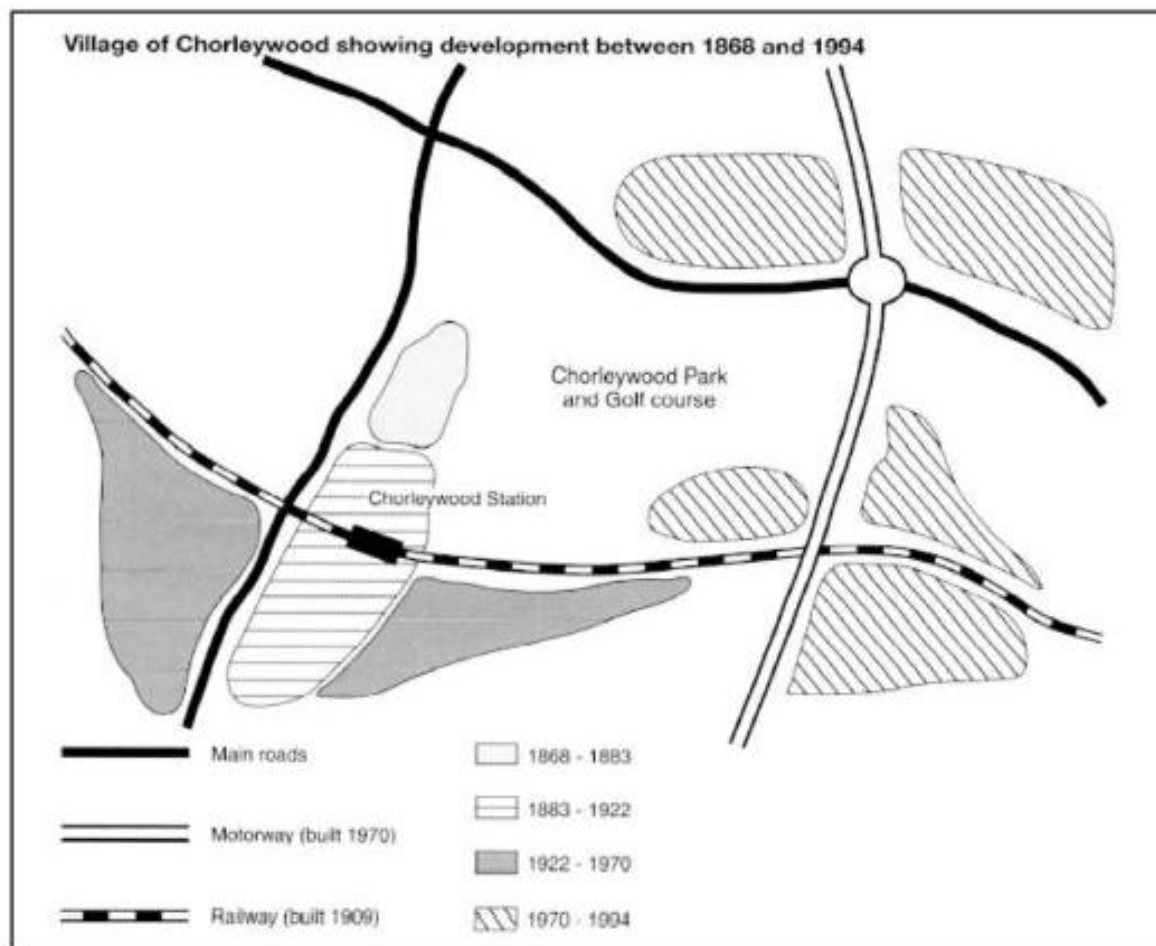 Village of Chorleywood showing development between 1868 and 1994
Chorleywood Park
and Golf course
Chorleywood Station
Main roads
Motorway (built 1970)
Railway (built 1909)
1868 - 1883
1883 - 1922
1922 - 1970
1970 - 1994